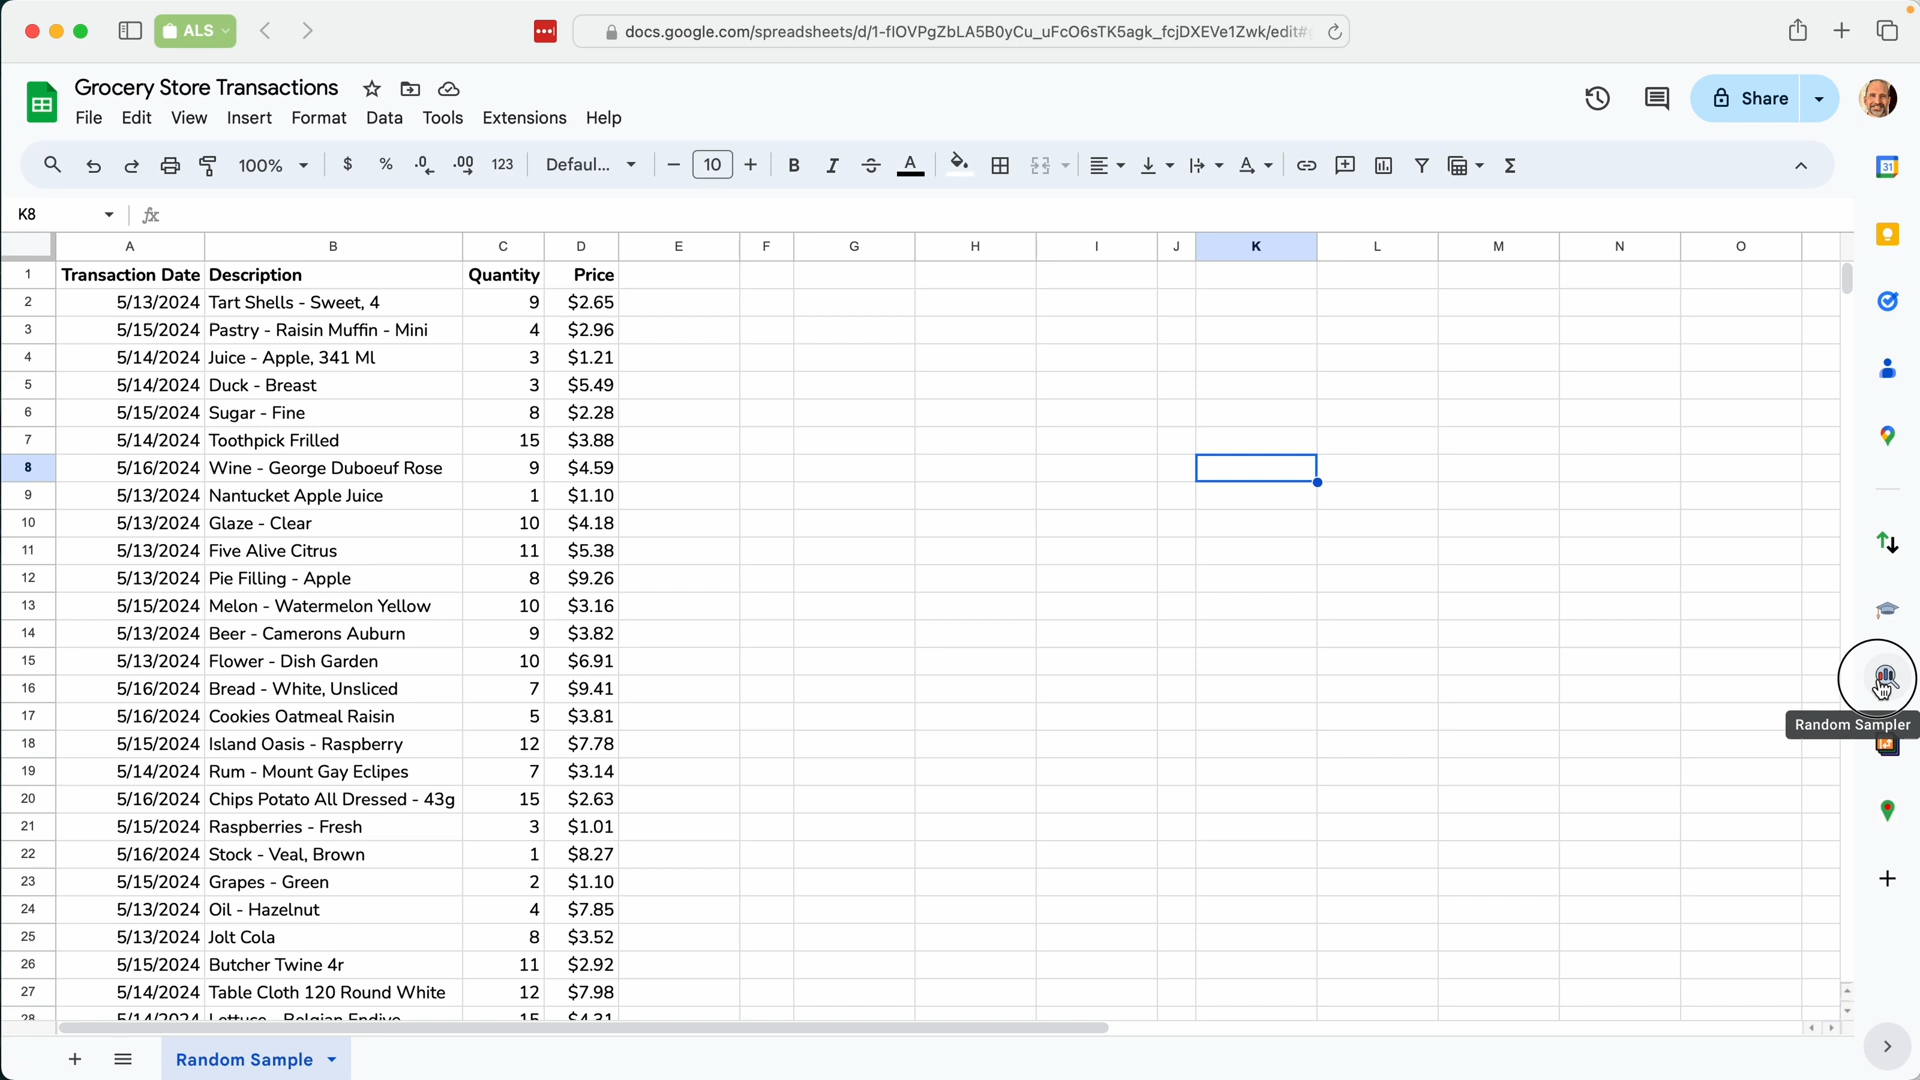 ALS
docs.google.com/spreadsheets/d/1-fIOVPgZbLA5B0yCu_uFcO6sTK5agk_fcjDXEVe1Zwk/edit#
Grocery Store Transactions
File Edit View Insert Format Data Tools Extensions Help
Share
31
100% $ % .0 .00 123 Defaul... − 10 + B I S A Σ
K8 fx
A B C D E F G H I J K L M N O
1 Transaction Date Description Quantity Price
2 5/13/2024 Tart Shells - Sweet, 4 9 $2.65
3 5/15/2024 Pastry - Raisin Muffin - Mini 4 $2.96
4 5/14/2024 Juice - Apple, 341 Ml 3 $1.21
5 5/14/2024 Duck - Breast 3 $5.49
6 5/15/2024 Sugar - Fine 8 $2.28
7 5/14/2024 Toothpick Frilled 15 $3.88
8 5/16/2024 Wine - George Duboeuf Rose 9 $4.59
9 5/13/2024 Nantucket Apple Juice 1 $1.10
10 5/13/2024 Glaze - Clear 10 $4.18
11 5/13/2024 Five Alive Citrus 11 $5.38
12 5/13/2024 Pie Filling - Apple 8 $9.26
13 5/15/2024 Melon - Watermelon Yellow 10 $3.16
14 5/13/2024 Beer - Camerons Auburn 9 $3.82
15 5/13/2024 Flower - Dish Garden 10 $6.91
16 5/16/2024 Bread - White, Unsliced 7 $9.41
17 5/16/2024 Cookies Oatmeal Raisin 5 $3.81
Random Sampler
18 5/15/2024 Island Oasis - Raspberry 12 $7.78
19 5/14/2024 Rum - Mount Gay Eclipes 7 $3.14
20 5/16/2024 Chips Potato All Dressed - 43g 15 $2.63
21 5/15/2024 Raspberries - Fresh 3 $1.01
22 5/16/2024 Stock - Veal, Brown 1 $8.27
23 5/15/2024 Grapes - Green 2 $1.10
24 5/13/2024 Oil - Hazelnut 4 $7.85
25 5/13/2024 Jolt Cola 8 $3.52
26 5/15/2024 Butcher Twine 4r 11 $2.92
27 5/14/2024 Table Cloth 120 Round White 12 $7.98
28 5/14/2024 Lettuce - Belgian Endive 15 $4.31
Random Sample